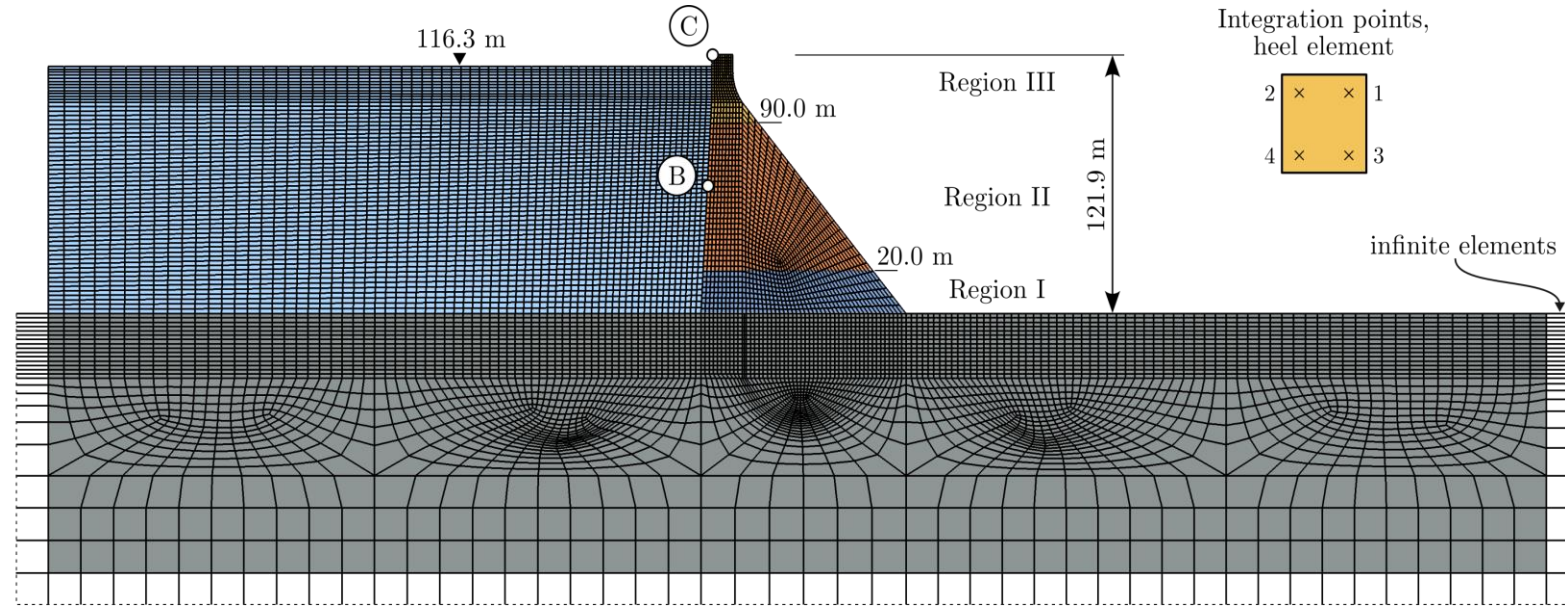 C
116.3 m
Integration points,
heel element
Region III
2
1
90.0 m
4
3
B
Region II
121.9 m
infinite elements
20.0 m
Region I